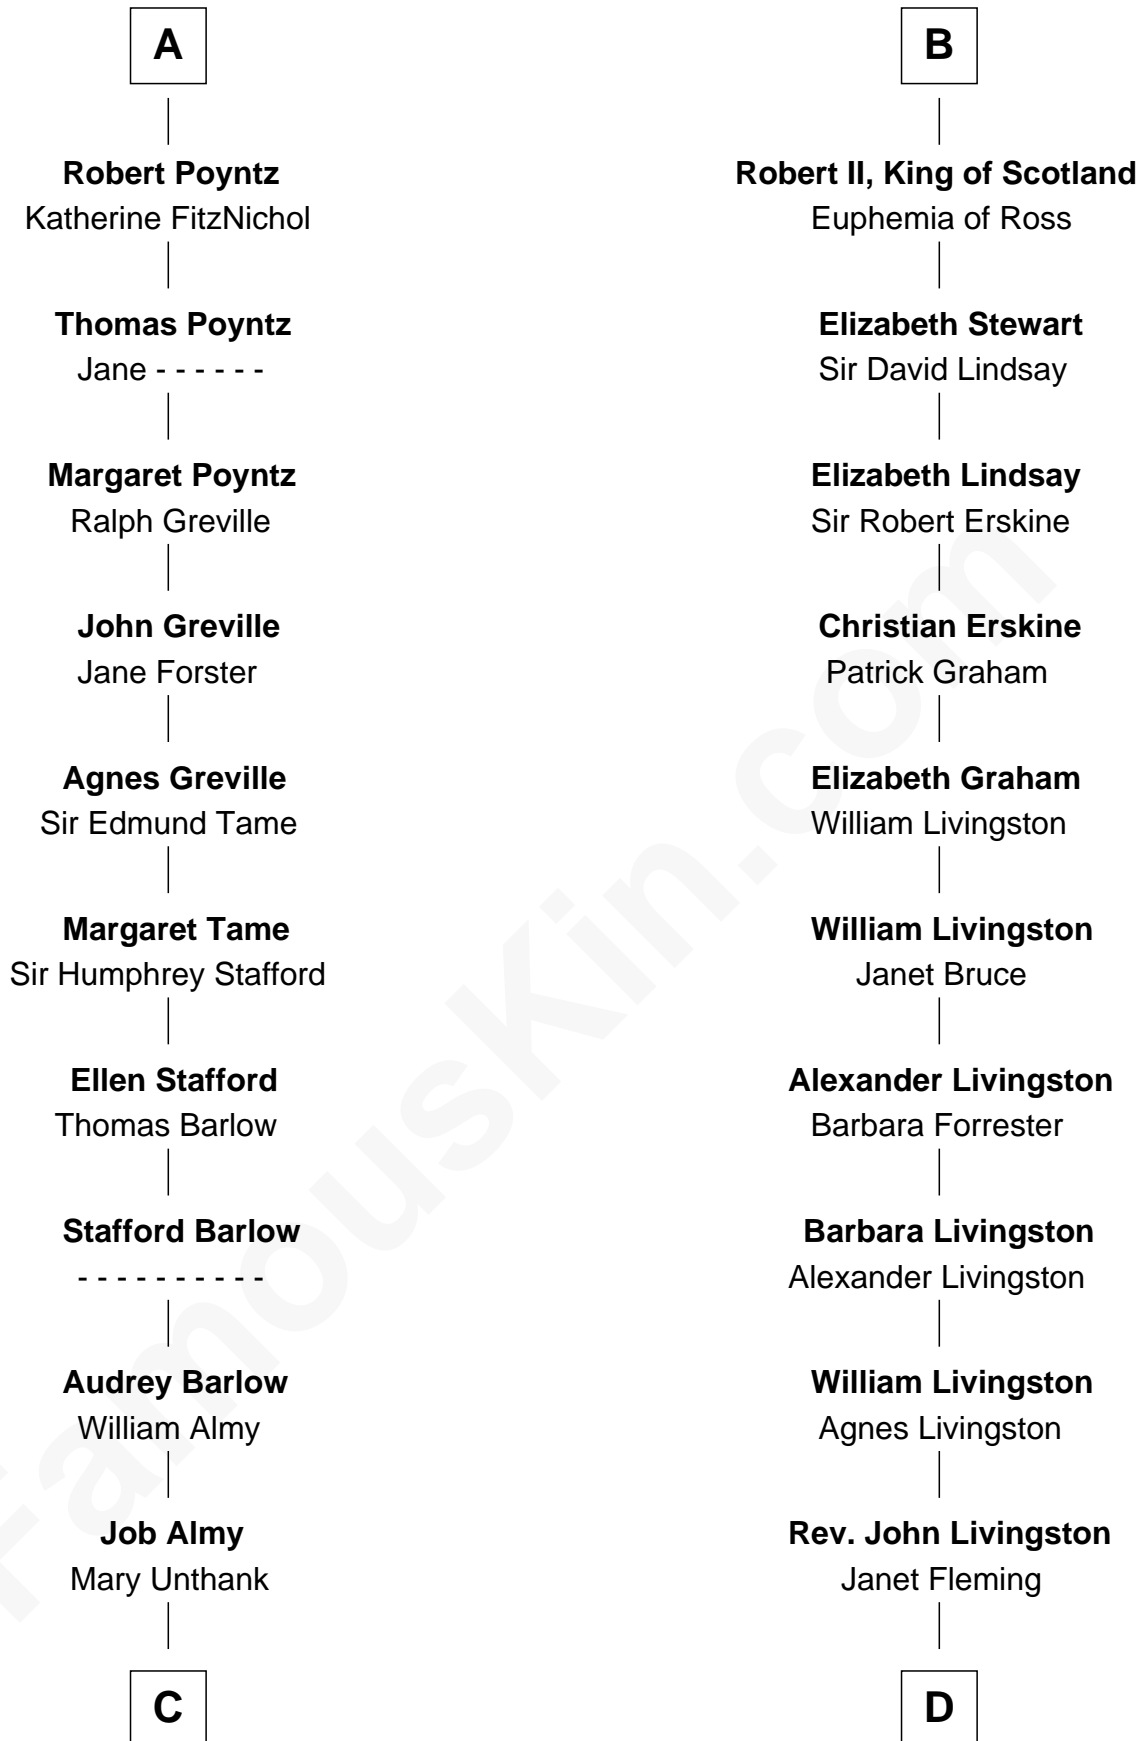 A
Robert Poyntz
Katherine FitzNichol
Thomas Poyntz
Jane - - - - - -
Margaret Poyntz
Ralph Greville
John Greville
Jane Forster
Agnes Greville
Sir Edmund Tame
Margaret Tame
Sir Humphrey Stafford
Ellen Stafford
Thomas Barlow
Stafford Barlow
- - - - - - - - - -
Audrey Barlow
William Almy
Job Almy
Mary Unthank
C
B
Robert II, King of Scotland
Euphemia of Ross
Elizabeth Stewart
Sir David Lindsay
Elizabeth Lindsay
Sir Robert Erskine
Christian Erskine
Patrick Graham
Elizabeth Graham
William Livingston
William Livingston
Janet Bruce
Alexander Livingston
Barbara Forrester
Barbara Livingston
Alexander Livingston
William Livingston
Agnes Livingston
Rev. John Livingston
Janet Fleming
D
FamousKin.com